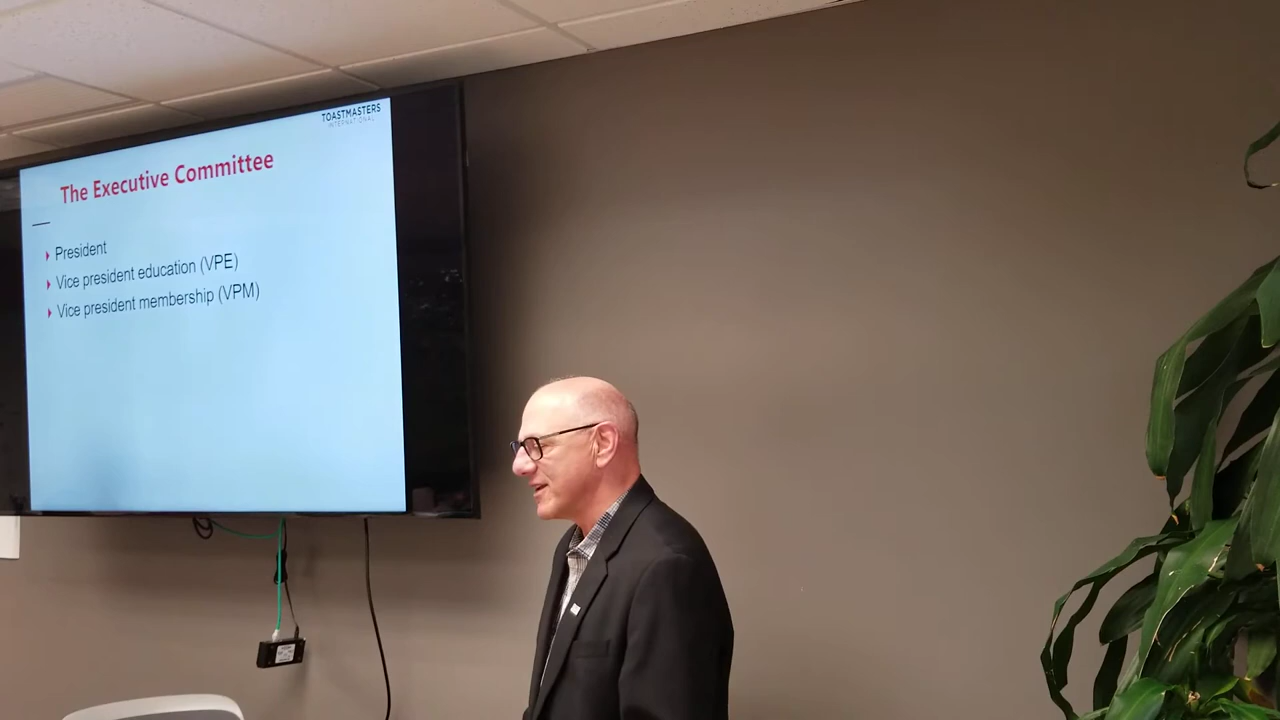 TOASTMASTERS
INTERNATIONAL
The Executive Committee
President
Vice president education (VPE)
Vice president membership (VPM)